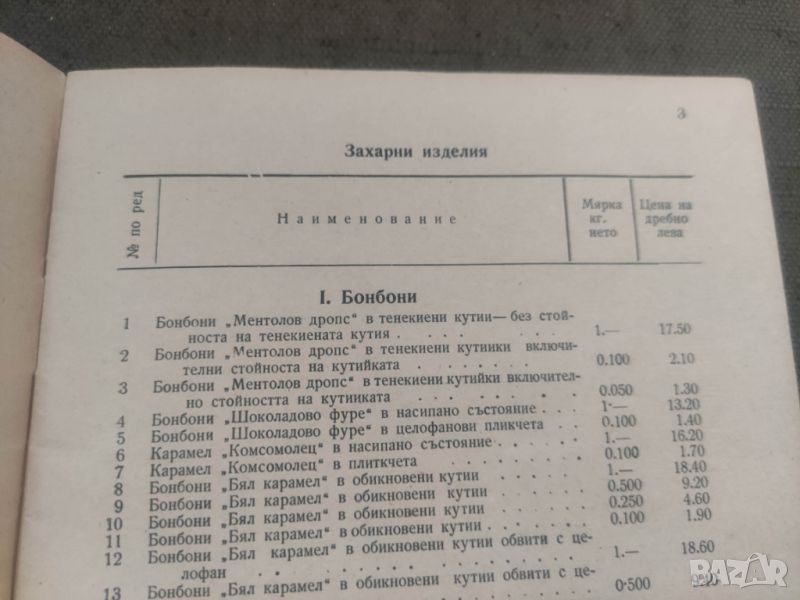 3
Захарни изделия
№ по ред
Наименование
Мярка кг. нето
Цена на дребно лева
I. Бонбони
1 Бонбони „Ментолов дропс“ в тенекиени кутии—без стой-
ността на тенекиената кутия . . . . 1.— 17.50
2 Бонбони „Ментолов дропс“ в тенекиени кутийки включи-
телни стойноста на кутийката . . . . 0.100 2.10
3 Бонбони „Ментолов дропс“ в тенекиени кутийки включител-
но стойността на кутийката . . . . 0.050 1.30
4 Бонбони „Шоколадово фуре“ в насипано състояние . . . 1·— 13.20
5 Бонбони „Шоколадово фуре“ в целофанови пликчета . . 0.100 1.40
6 Карамел „Комсомолец“ в насипано състояние . . . . 1.— 16.20
7 Карамел „Комсомолец“ в плиткчета . . . . 0.100 1.70
8 Бонбони „Бял карамел“ в обикновени кутии . . . . 1.— 18.40
9 Бонбони „Бял карамел“ в обикновени кутии . . . . 0.500 9.20
10 Бонбони „Бял карамел“ в обикновени кутии . . . . 0.250 4.60
11 Бонбони „Бял карамел“ в обикновени кутии . . . . 0.100 1.90
12 Бонбони „Бял карамел“ в обикновени кутии обвити с це-
лофан . . . . 1.— 18.60
13 Бонбони „Бял карамел“ в обикновени кутии обвити с це-
0·500
BAZAR